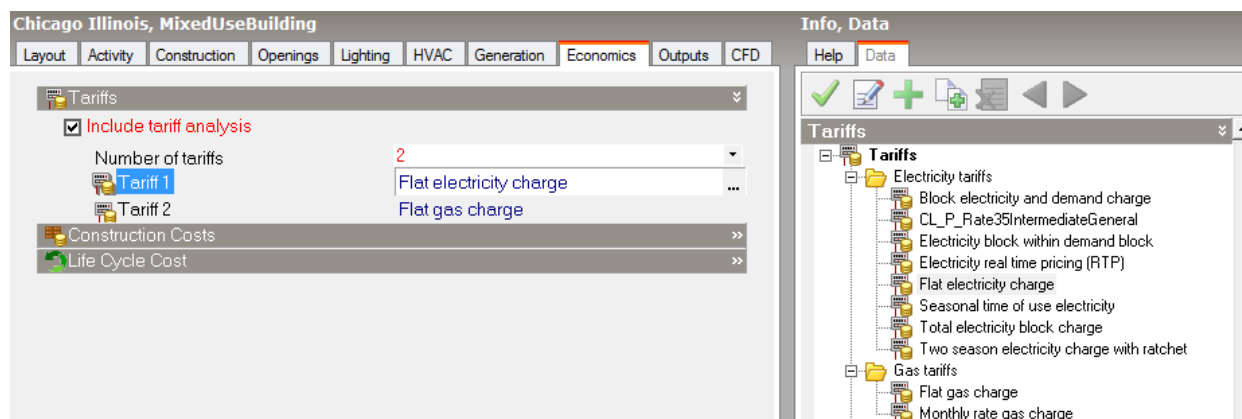 Chicago Illinois, MixedUseBuilding
Layout Activity Construction Openings Lighting HVAC Generation Economics Outputs CFD
Tariffs
Include tariff analysis
Number of tariffs 2
Tariff 1 Flat electricity charge ...
Tariff 2 Flat gas charge
Construction Costs
Life Cycle Cost
Info, Data
Help Data
Tariffs
Tariffs
Electricity tariffs
Block electricity and demand charge
CL_P_Rate35IntermediateGeneral
Electricity block within demand block
Electricity real time pricing (RTP)
Flat electricity charge
Seasonal time of use electricity
Total electricity block charge
Two season electricity charge with ratchet
Gas tariffs
Flat gas charge
Monthly rate gas charge